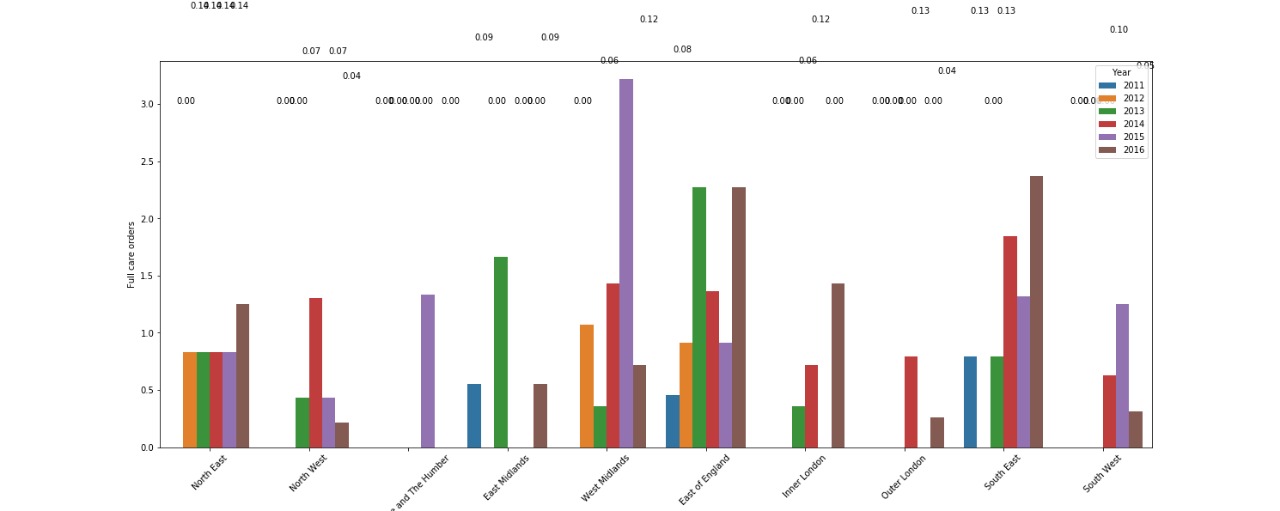 0.14 0.14 0.14 0.14
0.13 0.13 0.13
0.12 0.12
0.10
0.09 0.09
0.07 0.07 0.08
0.06 0.06
0.04 0.04 0.05
0.00 0.00 0.00 0.00 0.00 0.00 0.00 0.00 0.00 0.00 0.00 0.00 0.00 0.00 0.00 0.00 0.00 0.00 0.00 0.00 0.00
Year
2011
2012
2013
2014
2015
2016
3.0
2.5
2.0
1.5
1.0
0.5
0.0
Full care orders
North East
North West
and The Humber
East Midlands
West Midlands
East of England
Inner London
Outer London
South East
South West